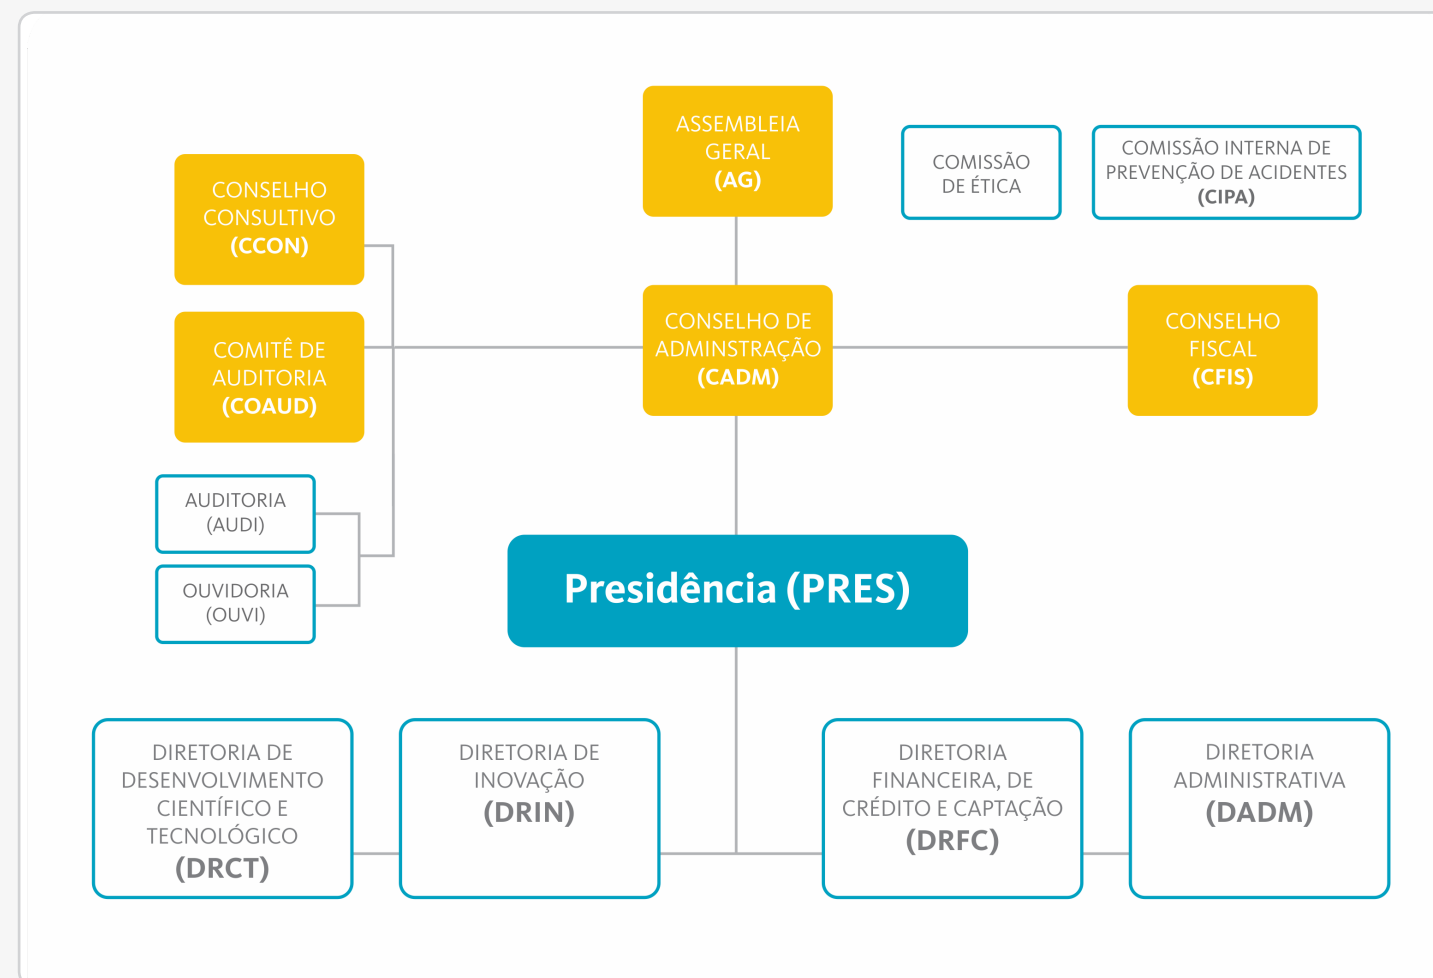 ASSEMBLEIA
GERAL
(AG)
COMISSÃO
DE ÉTICA
COMISSÃO INTERNA DE
PREVENÇÃO DE ACIDENTES
(CIPA)
CONSELHO
CONSULTIVO
(CCON)
COMITÊ DE
AUDITORIA
(COAUD)
CONSELHO DE
ADMINSTRAÇÃO
(CADM)
CONSELHO
FISCAL
(CFIS)
AUDITORIA
(AUDI)
OUVIDORIA
(OUVI)
Presidência (PRES)
DIRETORIA DE
DESENVOLVIMENTO
CIENTÍFICO E
TECNOLÓGICO
(DRCT)
DIRETORIA DE
INOVAÇÃO
(DRIN)
DIRETORIA
FINANCEIRA, DE
CRÉDITO E CAPTAÇÃO
(DRFC)
DIRETORIA
ADMINISTRATIVA
(DADM)